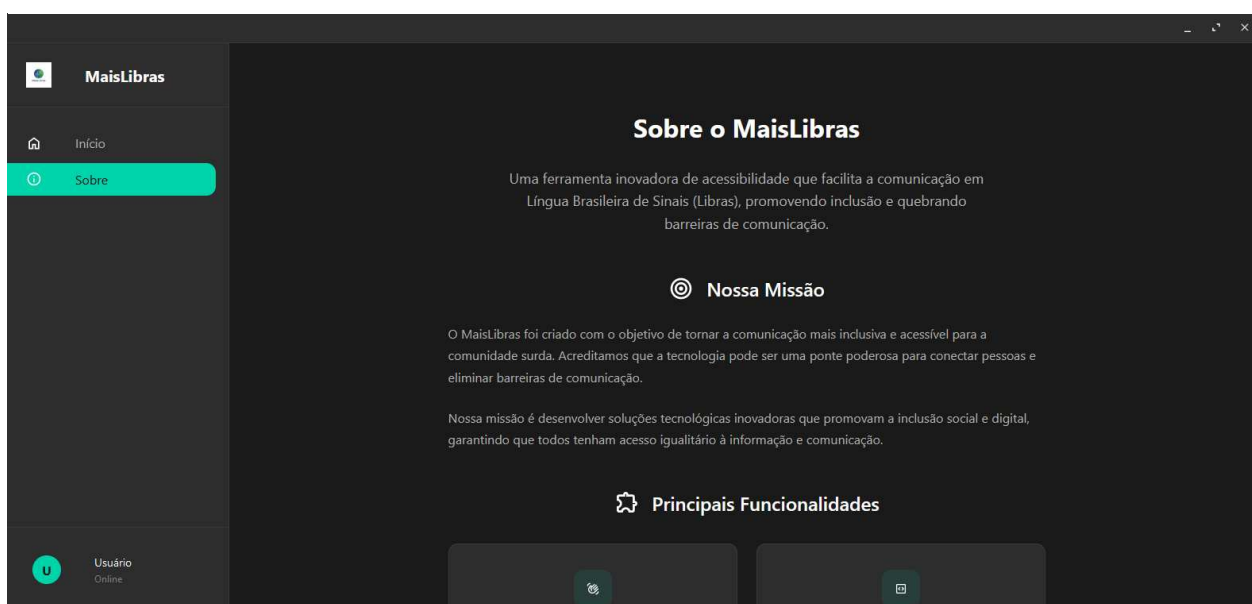 MaisLibras
Início
Sobre
Sobre o MaisLibras
Uma ferramenta inovadora de acessibilidade que facilita a comunicação em
Língua Brasileira de Sinais (Libras), promovendo inclusão e quebrando
barreiras de comunicação.
Nossa Missão
O MaisLibras foi criado com o objetivo de tornar a comunicação mais inclusiva e acessível para a
comunidade surda. Acreditamos que a tecnologia pode ser uma ponte poderosa para conectar pessoas e
eliminar barreiras de comunicação.
Nossa missão é desenvolver soluções tecnológicas inovadoras que promovam a inclusão social e digital,
garantindo que todos tenham acesso igualitário à informação e comunicação.
Principais Funcionalidades
U
Usuário
Online